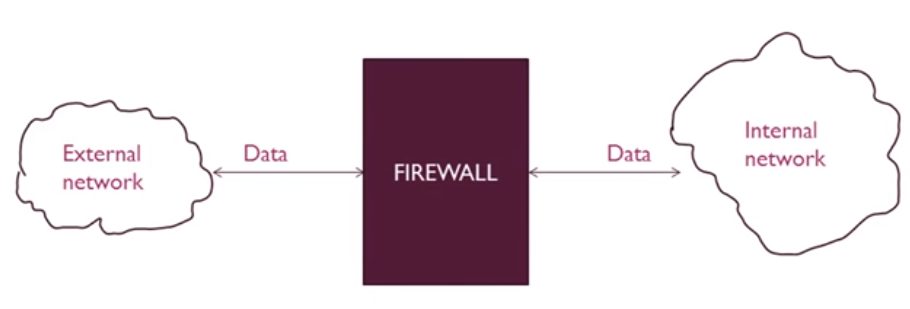 External
network
Data
FIREWALL
Data
Internal
network